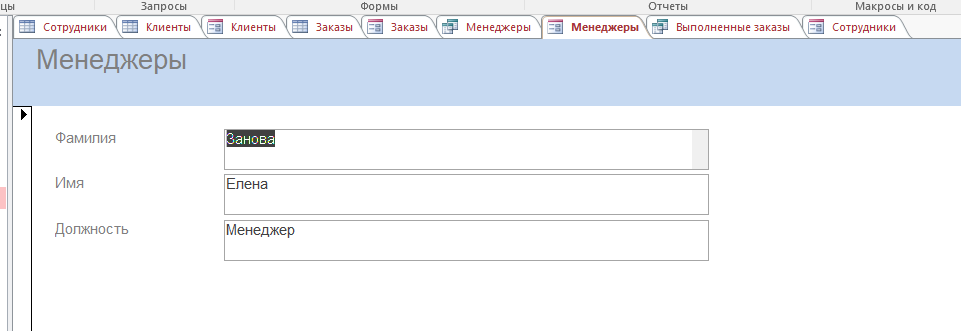 цы Запросы Формы Отчеты Макросы и код
Сотрудники Клиенты Клиенты Заказы Заказы Менеджеры Менеджеры Выполненные заказы Сотрудники
Менеджеры
Фамилия Занова
Имя Елена
Должность Менеджер